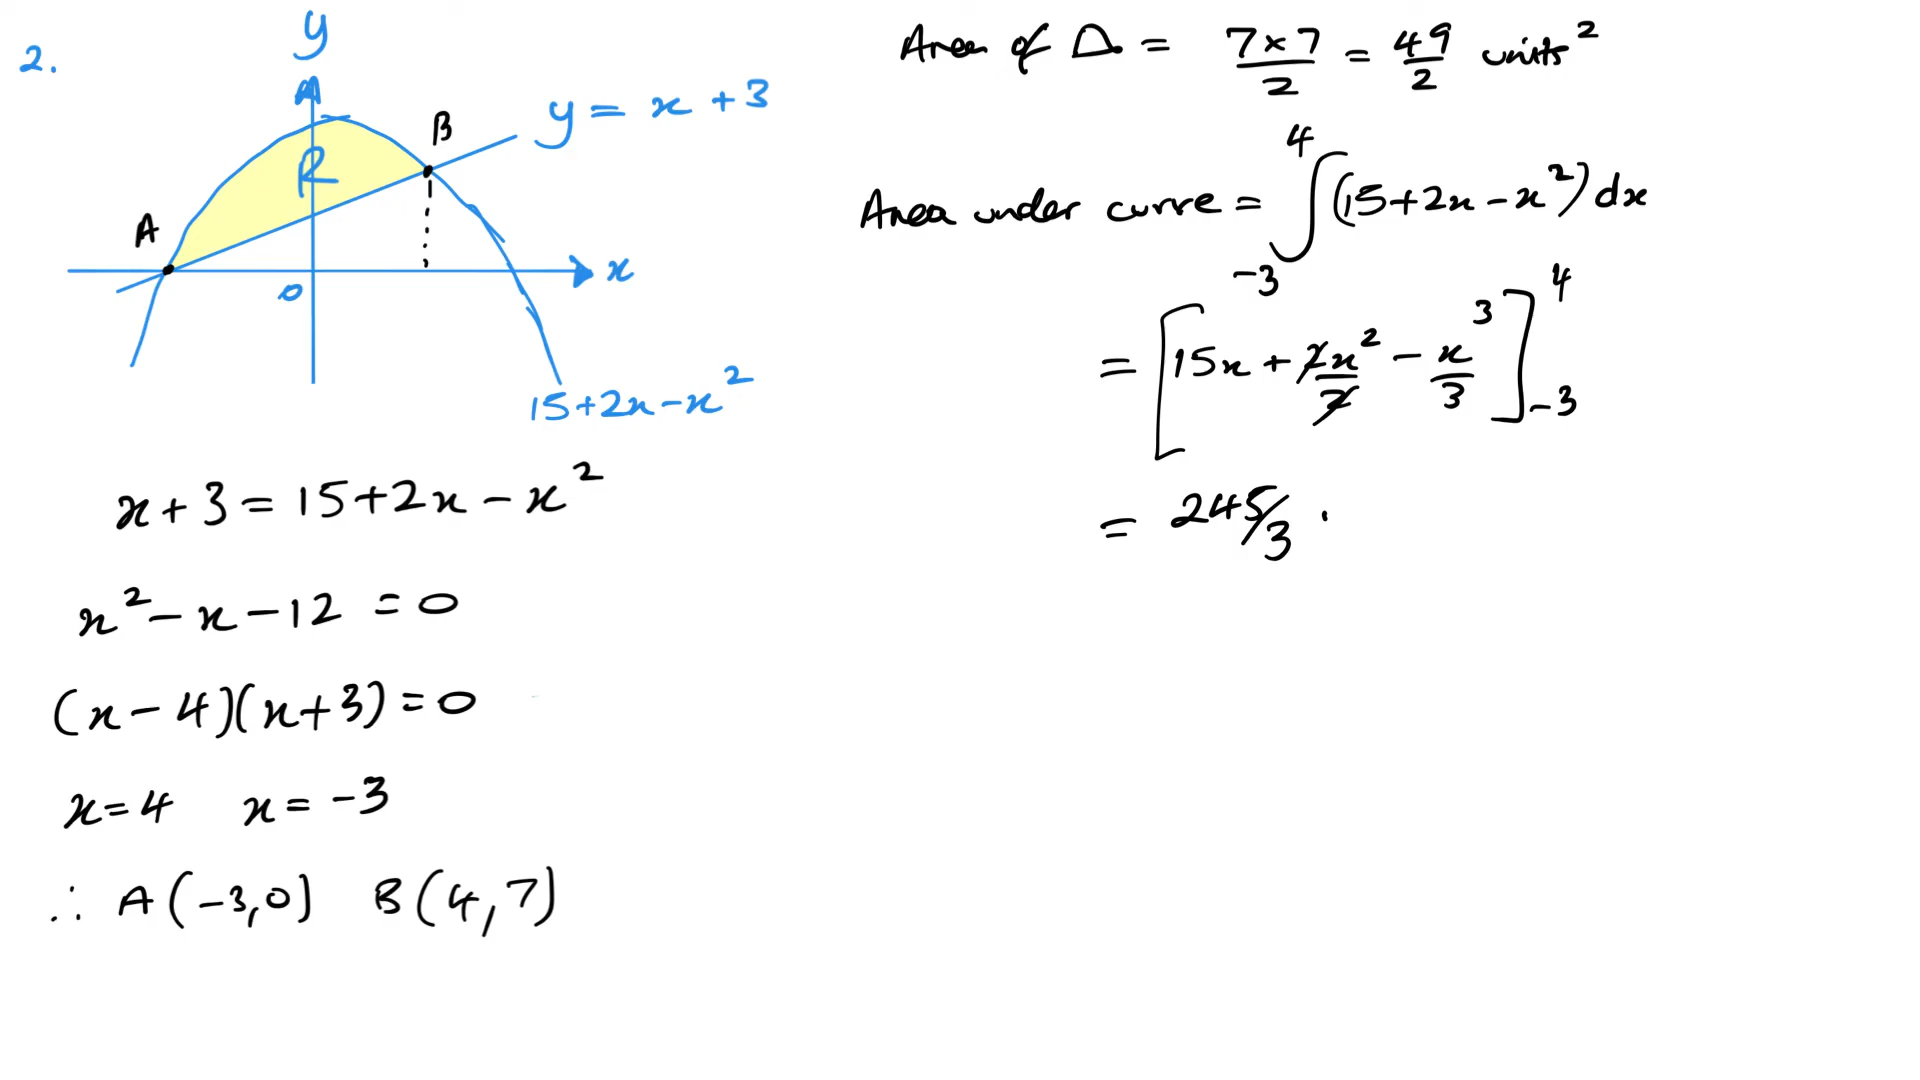 2.
y
A
B
y = x + 3
R
A
0
x
15+2x-x²
x + 3 = 15+2x - x²
x² - x - 12 = 0
(x - 4)(x+3) = 0
x = 4 x = -3
∴ A(-3,0) B(4,7)
Area of Δ = 7×7/2 = 49/2 units²
Area under curve = ∫₋₃⁴ (15+2x-x²)dx
= [15x + 2x²/2 - x³/3]₋₃⁴
= 245/3 .